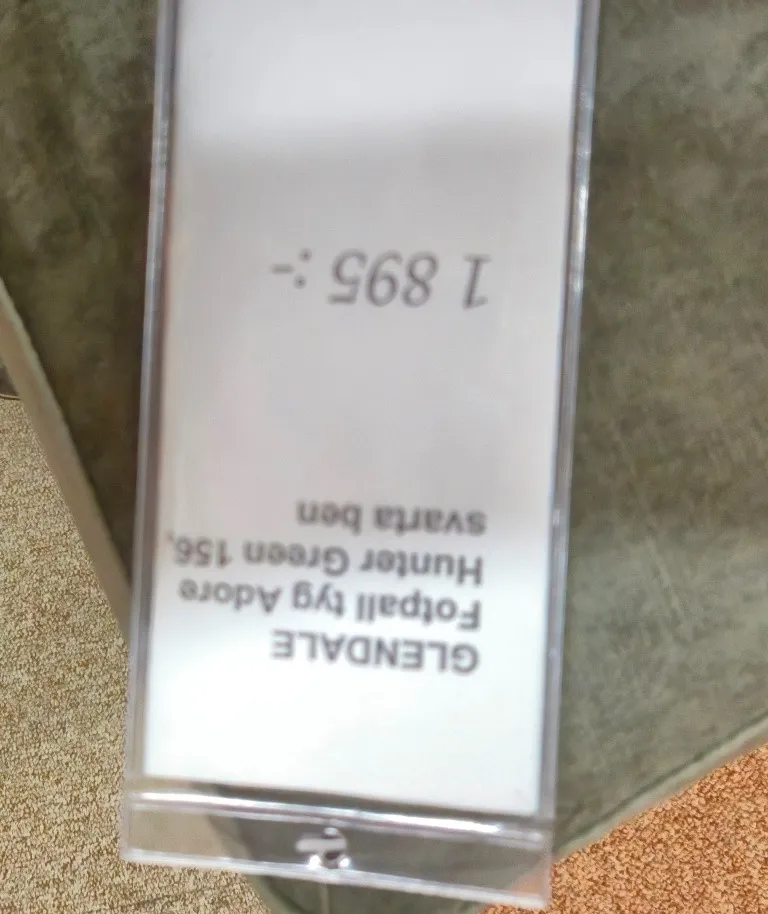 GLENDALE
Fotpall tyg Adore
Hunter Green 156,
svarta ben
1 895 :-